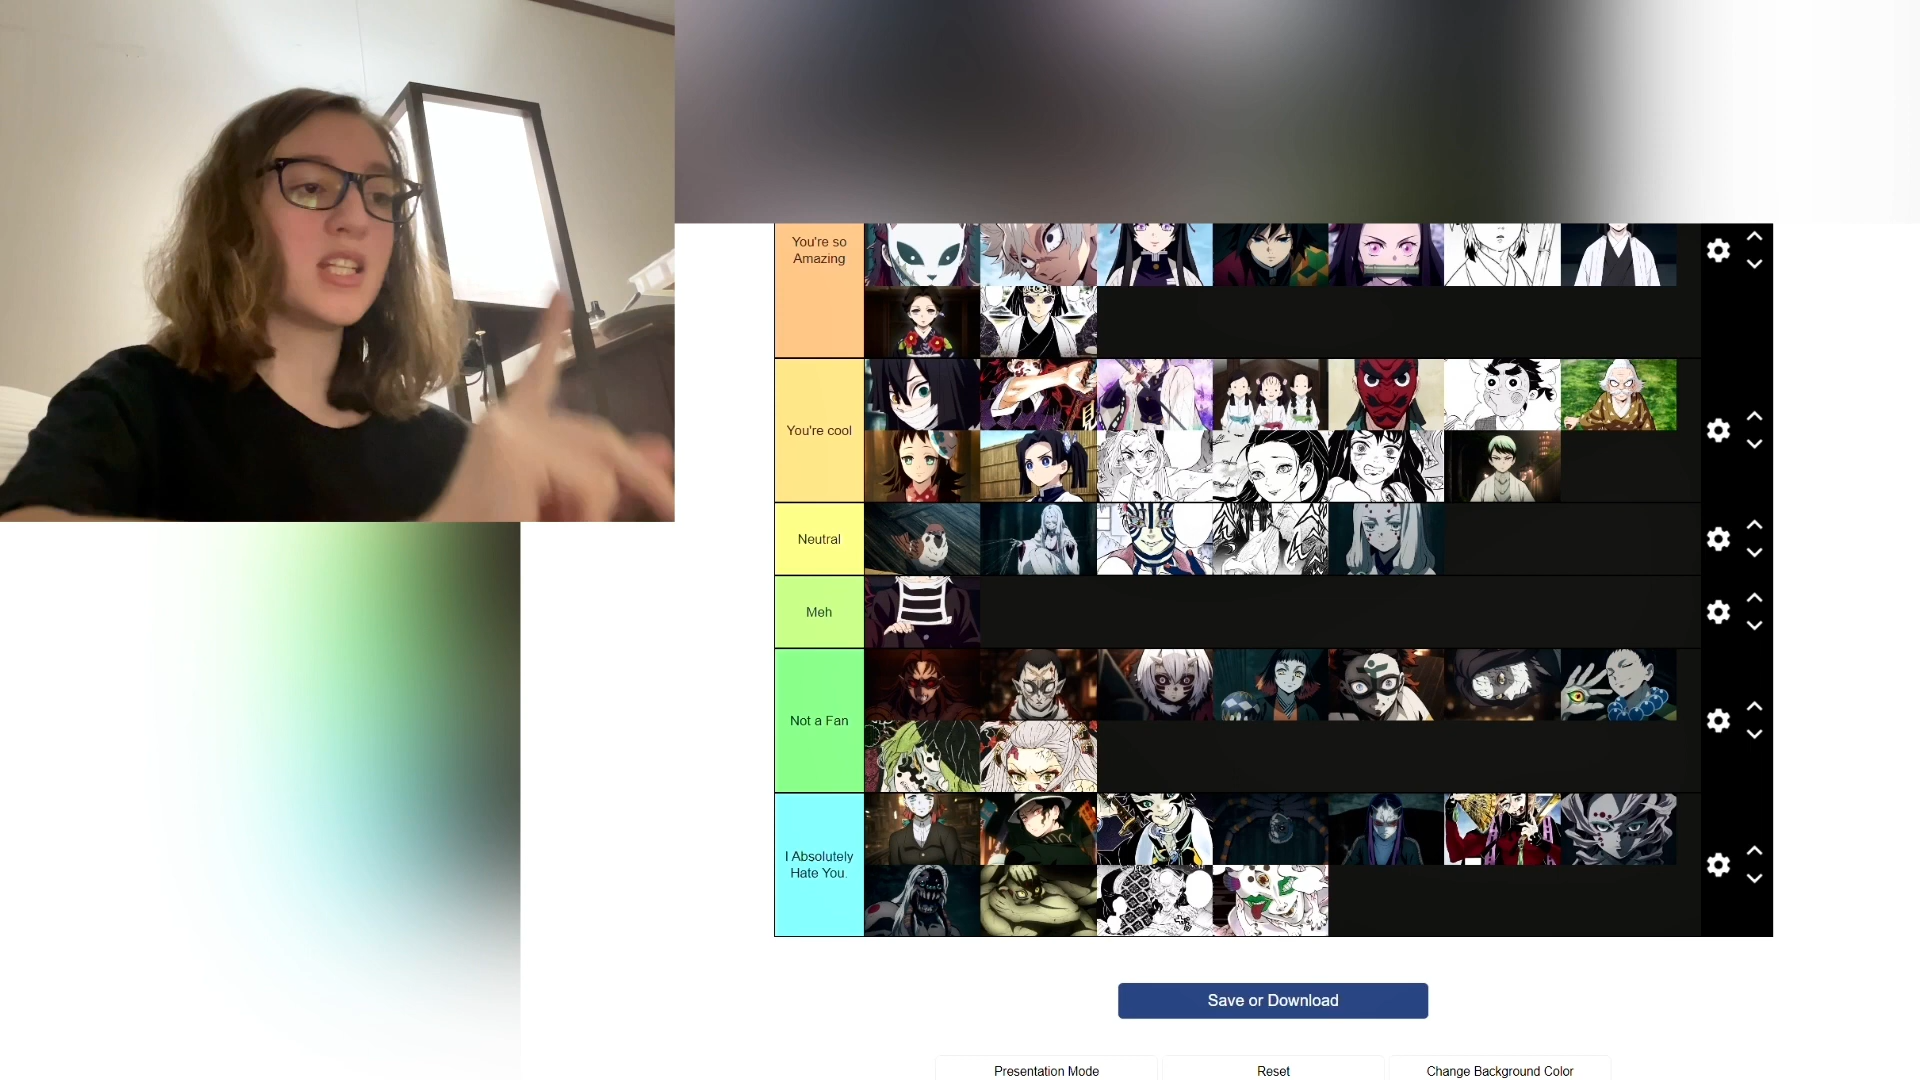 You're so
Amazing
You're cool
Neutral
Meh
Not a Fan
I Absolutely
Hate You.
Save or Download
Presentation Mode
Reset
Change Background Color